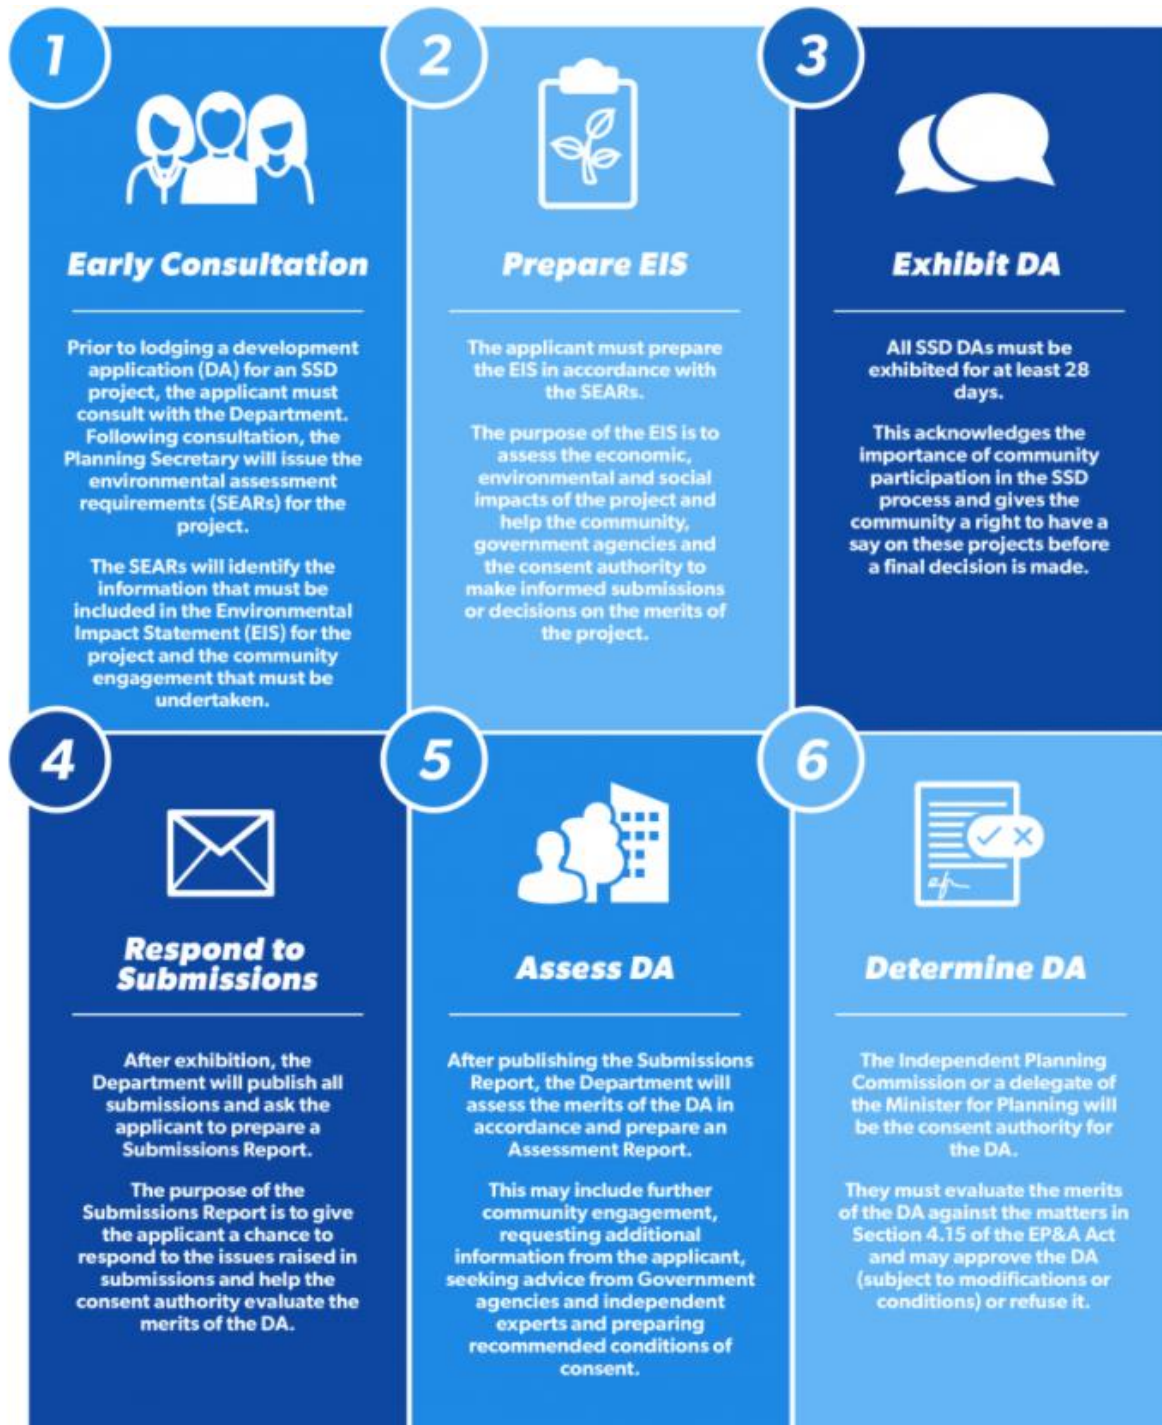 1
Early Consultation
Prior to lodging a development
application (DA) for an SSD
project, the applicant must
consult with the Department.
Following consultation, the
Planning Secretary will issue the
environmental assessment
requirements (SEARs) for the
project.
The SEARs will identify the
information that must be
included in the Environmental
Impact Statement (EIS) for the
project and the community
engagement that must be
undertaken.
2
Prepare EIS
The applicant must prepare
the EIS in accordance with
the SEARs.
The purpose of the EIS is to
assess the economic,
environmental and social
impacts of the project and
help the community,
government agencies and
the consent authority to
make informed submissions
or decisions on the merits of
the project.
3
Exhibit DA
All SSD DAs must be
exhibited for at least 28
days.
This acknowledges the
importance of community
participation in the SSD
process and gives the
community a right to have a
say on these projects before
a final decision is made.
4
Respond to
Submissions
After exhibition, the
Department will publish all
submissions and ask the
applicant to prepare a
Submissions Report.
The purpose of the
Submissions Report is to give
the applicant a chance to
respond to the issues raised in
submissions and help the
consent authority evaluate the
merits of the DA.
5
Assess DA
After publishing the Submissions
Report, the Department will
assess the merits of the DA in
accordance and prepare an
Assessment Report.
This may include further
community engagement,
requesting additional
information from the applicant,
seeking advice from Government
agencies and independent
experts and preparing
recommended conditions of
consent.
6
Determine DA
The Independent Planning
Commission or a delegate of
the Minister for Planning will
be the consent authority for
the DA.
They must evaluate the merits
of the DA against the matters in
Section 4.15 of the EP&A Act
and may approve the DA
(subject to modifications or
conditions) or refuse it.